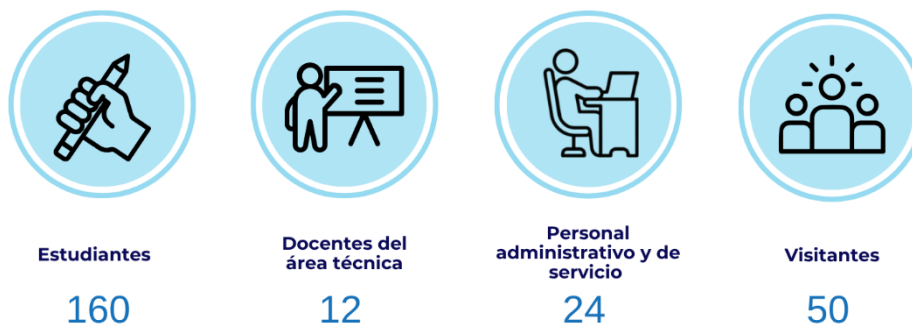 Estudiantes
160
Docentes del
área técnica
12
Personal
administrativo y de
servicio
24
Visitantes
50